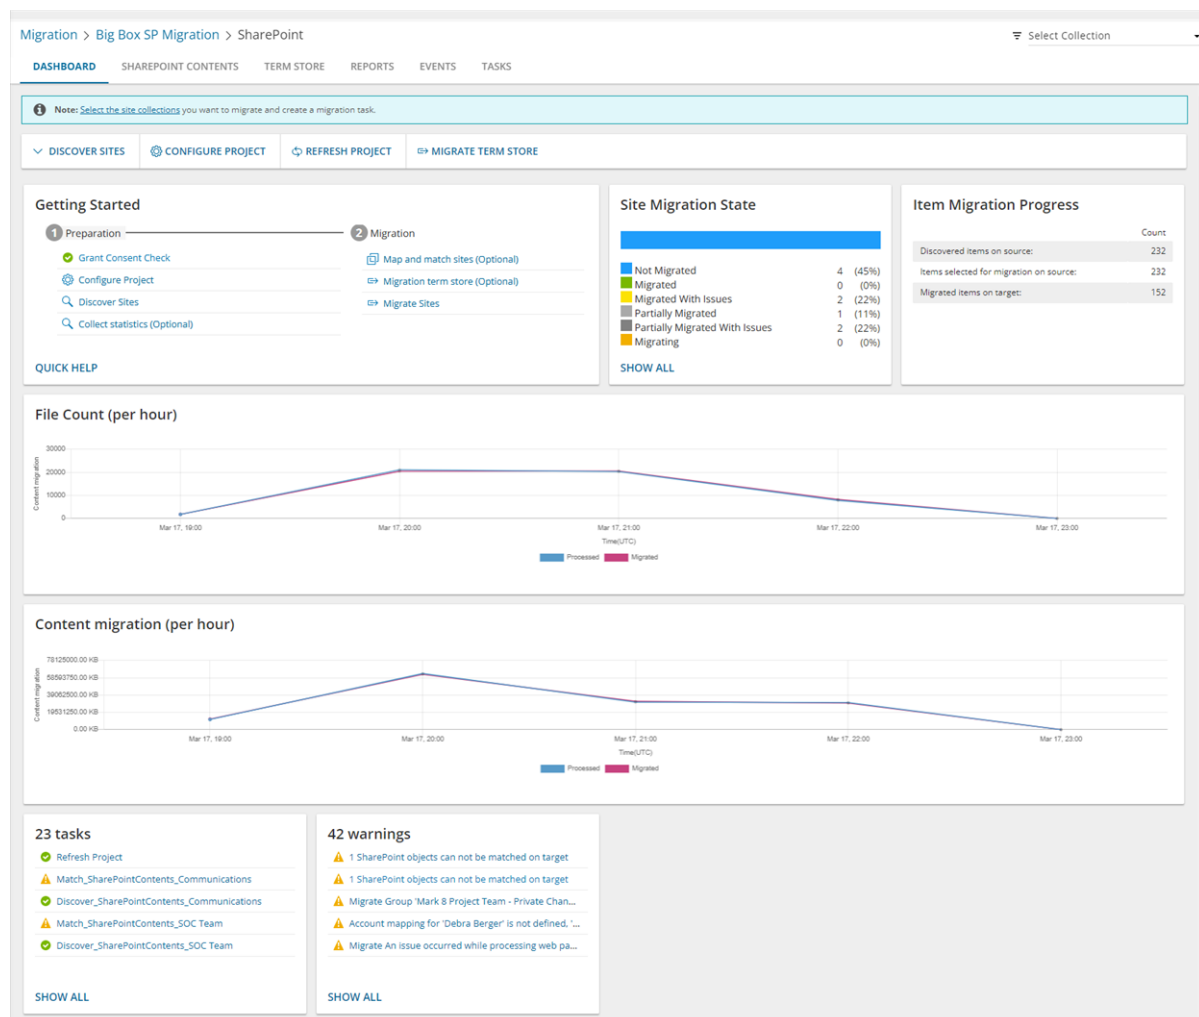 Migration > Big Box SP Migration > SharePoint
Select Collection
DASHBOARD SHAREPOINT CONTENTS TERM STORE REPORTS EVENTS TASKS
Note: Select the site collections you want to migrate and create a migration task.
DISCOVER SITES CONFIGURE PROJECT REFRESH PROJECT MIGRATE TERM STORE
Getting Started
1 Preparation
Grant Consent Check
Configure Project
Discover Sites
Collect statistics (Optional)
2 Migration
Map and match sites (Optional)
Migration term store (Optional)
Migrate Sites
QUICK HELP
Site Migration State
Not Migrated 4 (45%)
Migrated 0 (0%)
Migrated With Issues 2 (22%)
Partially Migrated 1 (11%)
Partially Migrated With Issues 2 (22%)
Migrating 0 (0%)
SHOW ALL
Item Migration Progress
Count
Discovered items on source: 232
Items selected for migration on source: 232
Migrated items on target: 152
File Count (per hour)
Content migration
30000
20000
10000
0
Mar 17, 19:00 Mar 17, 20:00 Mar 17, 21:00 Mar 17, 22:00 Mar 17, 23:00
Time(UTC)
Processed Migrated
Content migration (per hour)
Content migration
78125000.00 KB
58593750.00 KB
39062500.00 KB
19531250.00 KB
0.00 KB
Mar 17, 19:00 Mar 17, 20:00 Mar 17, 21:00 Mar 17, 22:00 Mar 17, 23:00
Time(UTC)
Processed Migrated
23 tasks
Refresh Project
Match_SharePointContents_Communications
Discover_SharePointContents_Communications
Match_SharePointContents_SOC Team
Discover_SharePointContents_SOC Team
SHOW ALL
42 warnings
1 SharePoint objects can not be matched on target
1 SharePoint objects can not be matched on target
Migrate Group 'Mark 8 Project Team - Private Chan...
Account mapping for 'Debra Berger' is not defined, '...
Migrate An issue occurred while processing web pa...
SHOW ALL